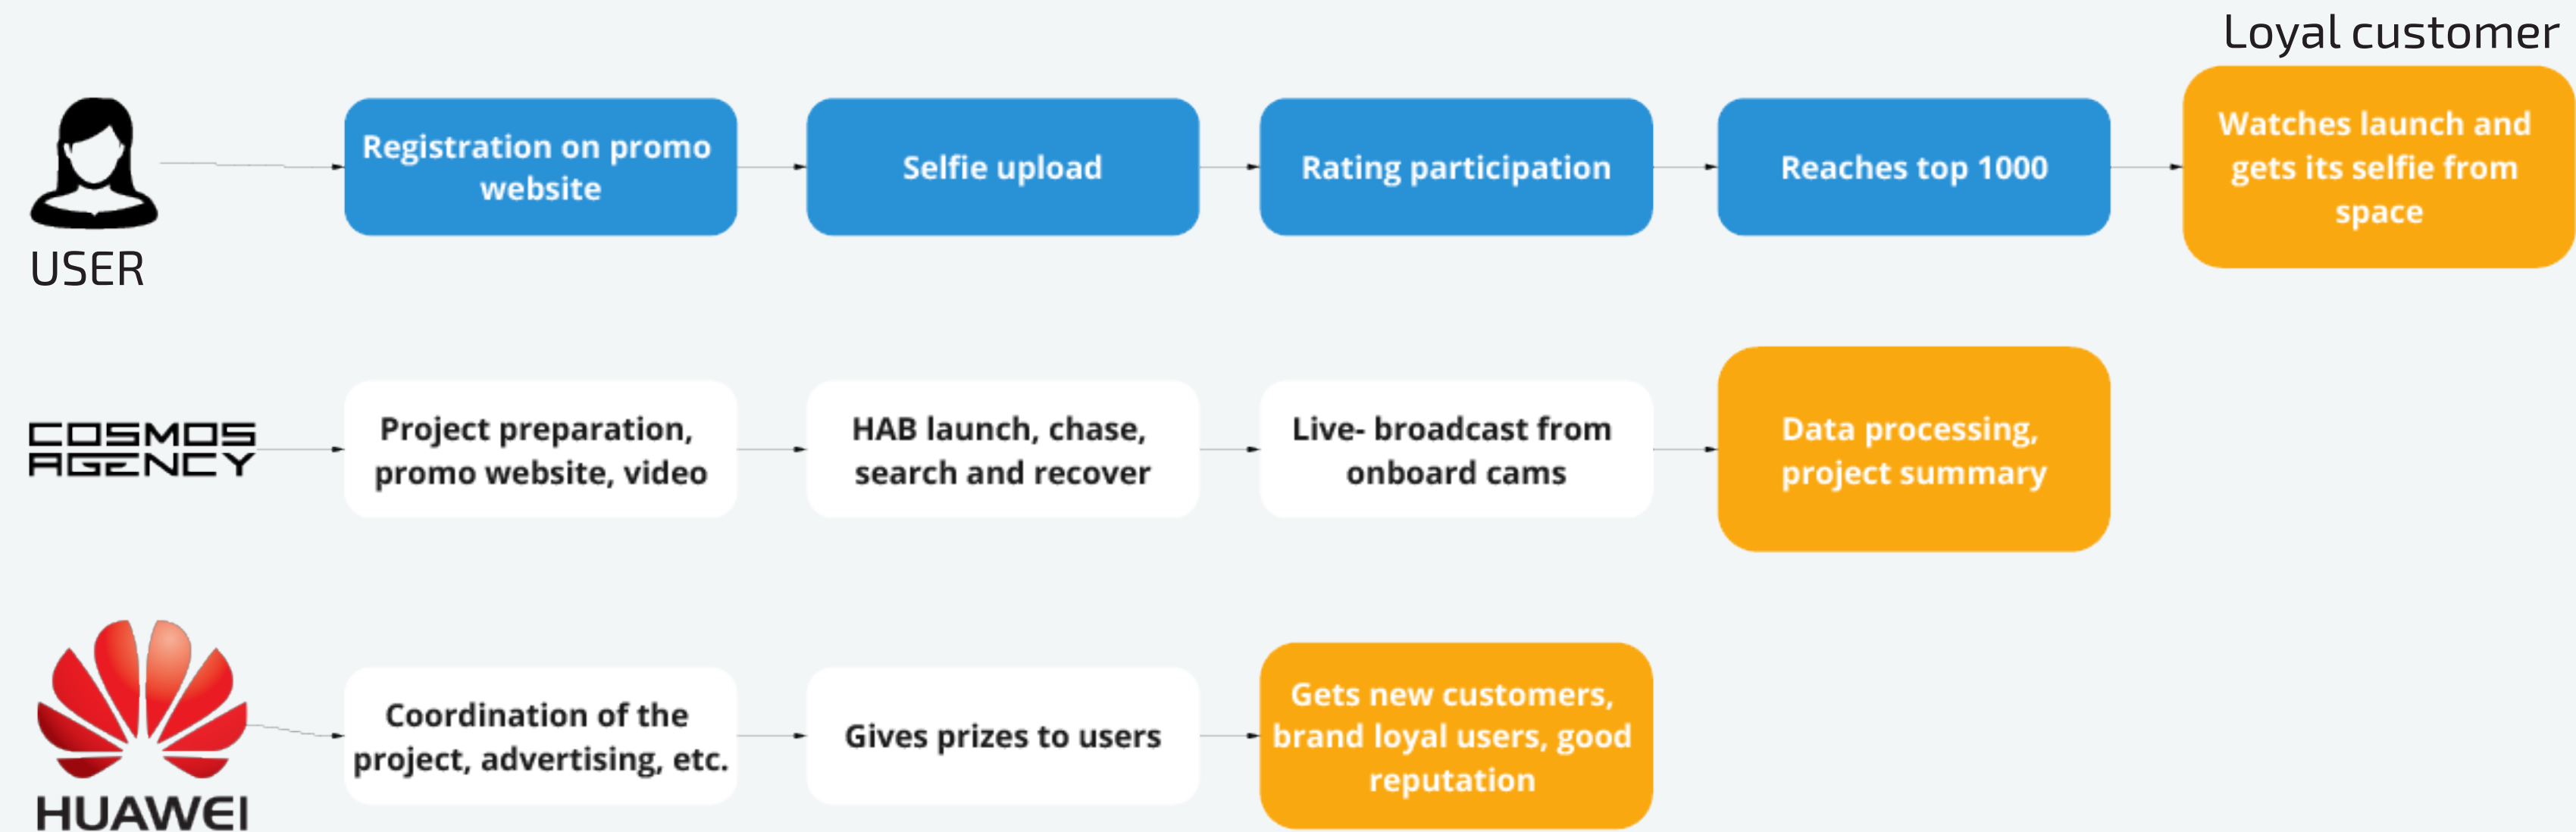 Loyal customer
USER
Registration on promo
website
Selfie upload
Rating participation
Reaches top 1000
Watches launch and
gets its selfie from
space
COSMOS
AGENCY
Project preparation,
promo website, video
HAB launch, chase,
search and recover
Live- broadcast from
onboard cams
Data processing,
project summary
HUAWEI
Coordination of the
project, advertising, etc.
Gives prizes to users
Gets new customers,
brand loyal users, good
reputation